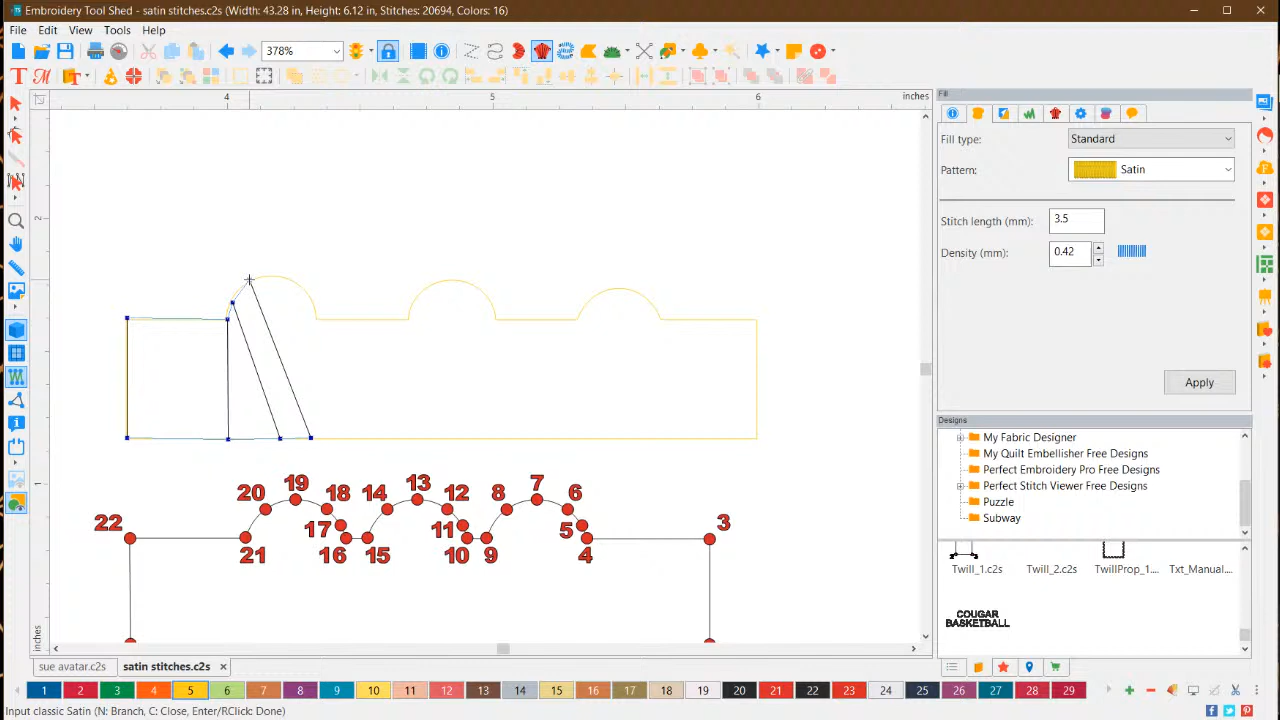 Embroidery Tool Shed - satin stitches.c2s (Width: 43.28 in, Height: 6.12 in, Stitches: 20694, Colors: 16)
File Edit View Tools Help
378%
T M T
4 5 6 inches
Fill
Fill type: Standard
Pattern: Satin
Stitch length (mm): 3.5
Density (mm): 0.42
Apply
2
1
inches
Designs
My Fabric Designer
My Quilt Embellisher Free Designs
Perfect Embroidery Pro Free Designs
Perfect Stitch Viewer Free Designs
Puzzle
Subway
Twill_1.c2s Twill_2.c2s TwillProp_1.... Txt_Manual....
COUGAR
BASKETBALL
19 13 7
20 18 14 12 8 6
22 17 11 5 3
21 16 15 10 9 4
sue avatar.c2s satin stitches.c2s
1 2 3 4 5 6 7 8 9 10 11 12 13 14 15 16 17 18 19 20 21 22 23 24 25 26 27 28 29
Input classic Satin (N: Branch, C: Close, Enter/RClick: Done)